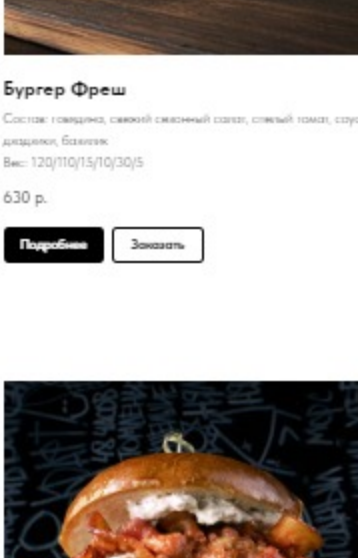 Бургер Фреш
Состав: говядина, свежий сезонный салат, спелый томат, соус
дзадзики, базилик
Вес: 120/110/15/10/30/5
630 р.
Подробнее
Заказать